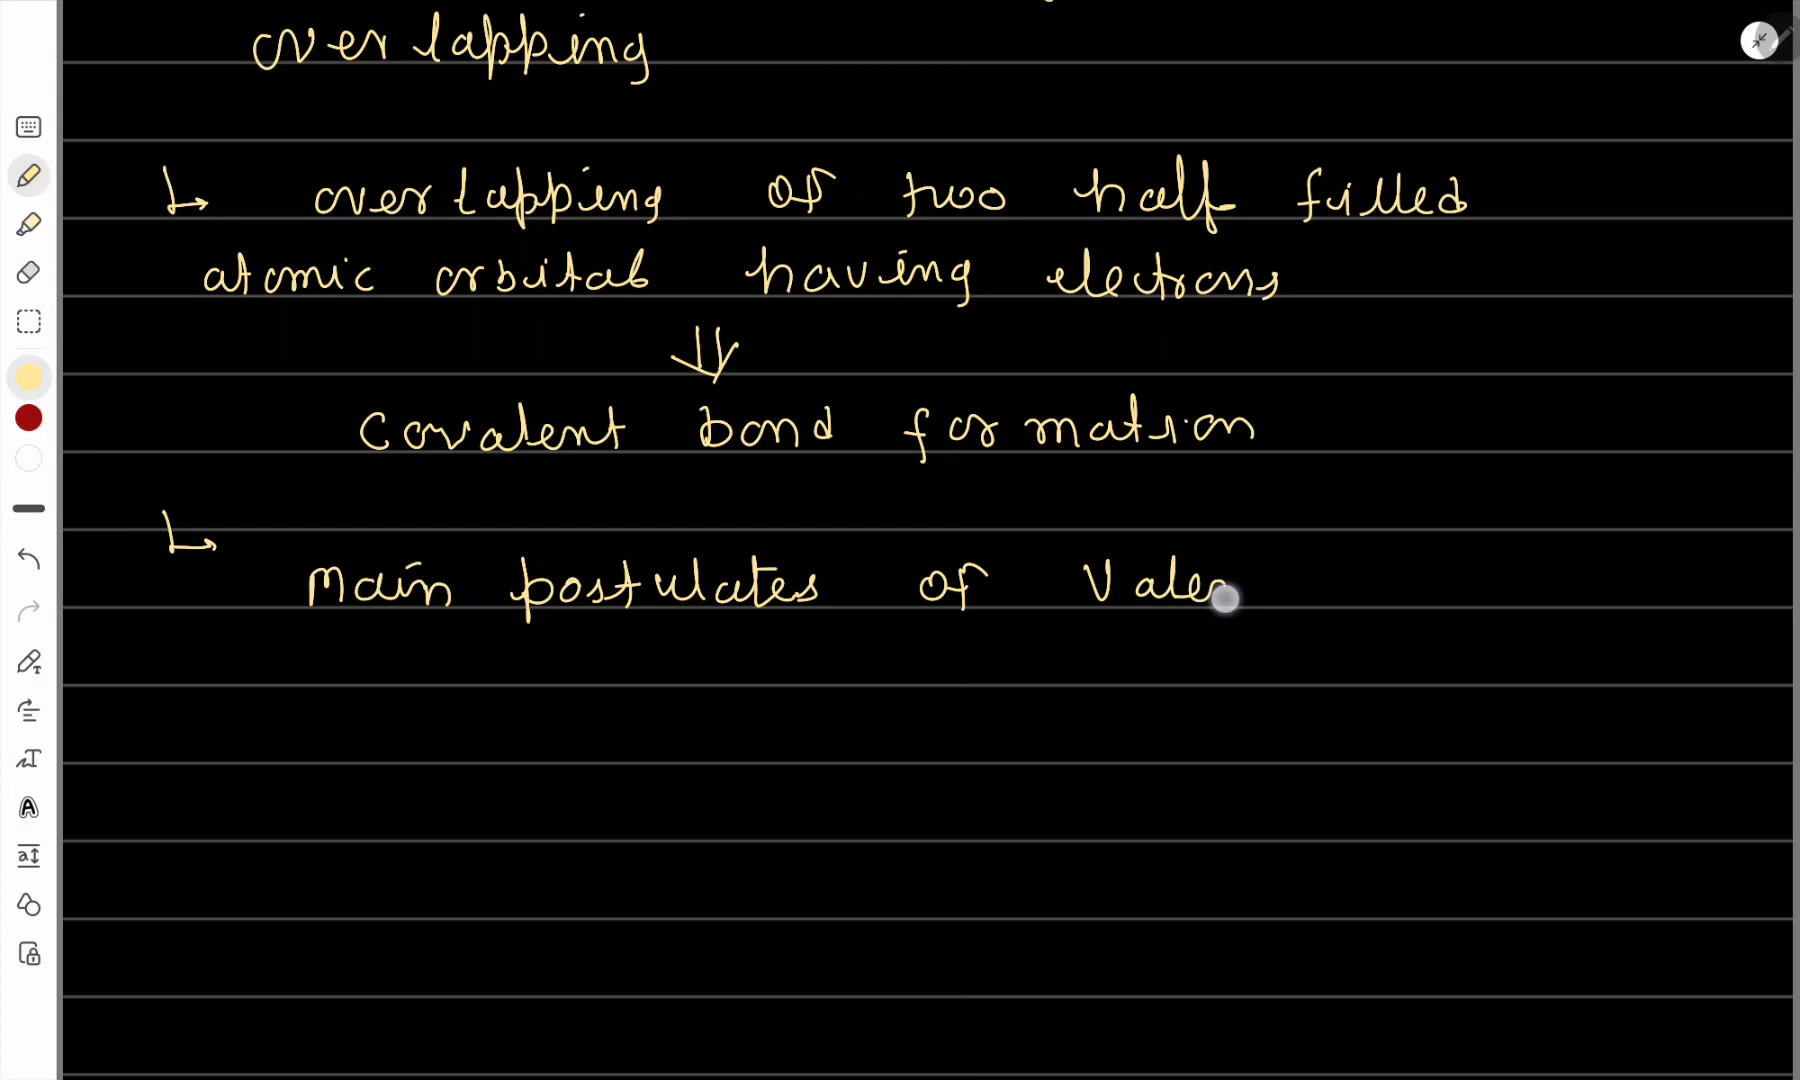 overlapping
↳ overlapping of two half filled
atomic orbitals having electrons
⇓
covalent bond formation
↳
Main postulates of Valen